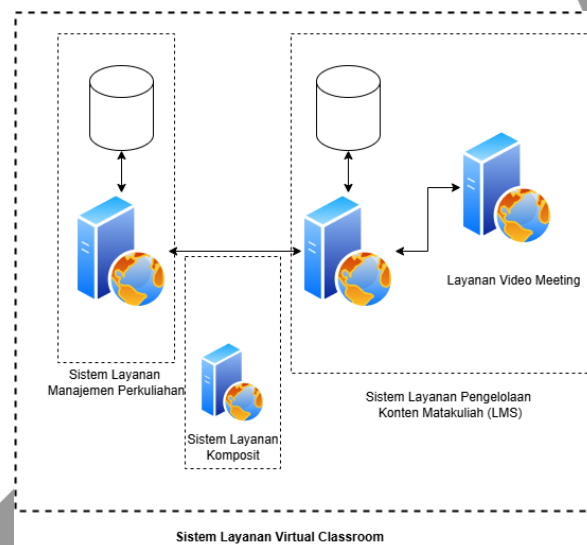 Layanan Video Meeting
Sistem Layanan
Manajemen Perkuliahan
Sistem Layanan Pengelolaan
Konten Matakuliah (LMS)
Sistem Layanan
Komposit
Sistem Layanan Virtual Classroom